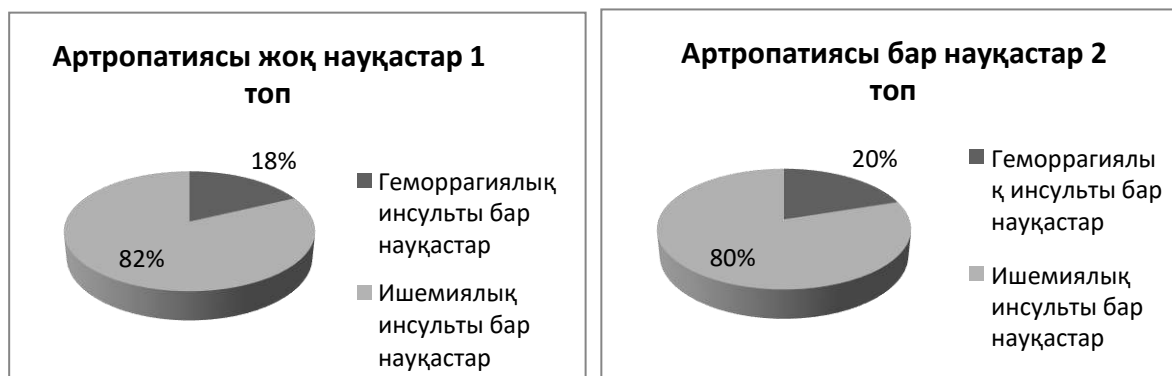 Артропатиясы жоқ науқастар 1
топ
18%
82%
Геморрагиялық
инсульты бар
науқастар
Ишемиялық
инсульты бар
науқастар
Артропатиясы бар науқастар 2
топ
20%
80%
Геморрагиялы
қ инсульты бар
науқастар
Ишемиялық
инсульты бар
науқастар